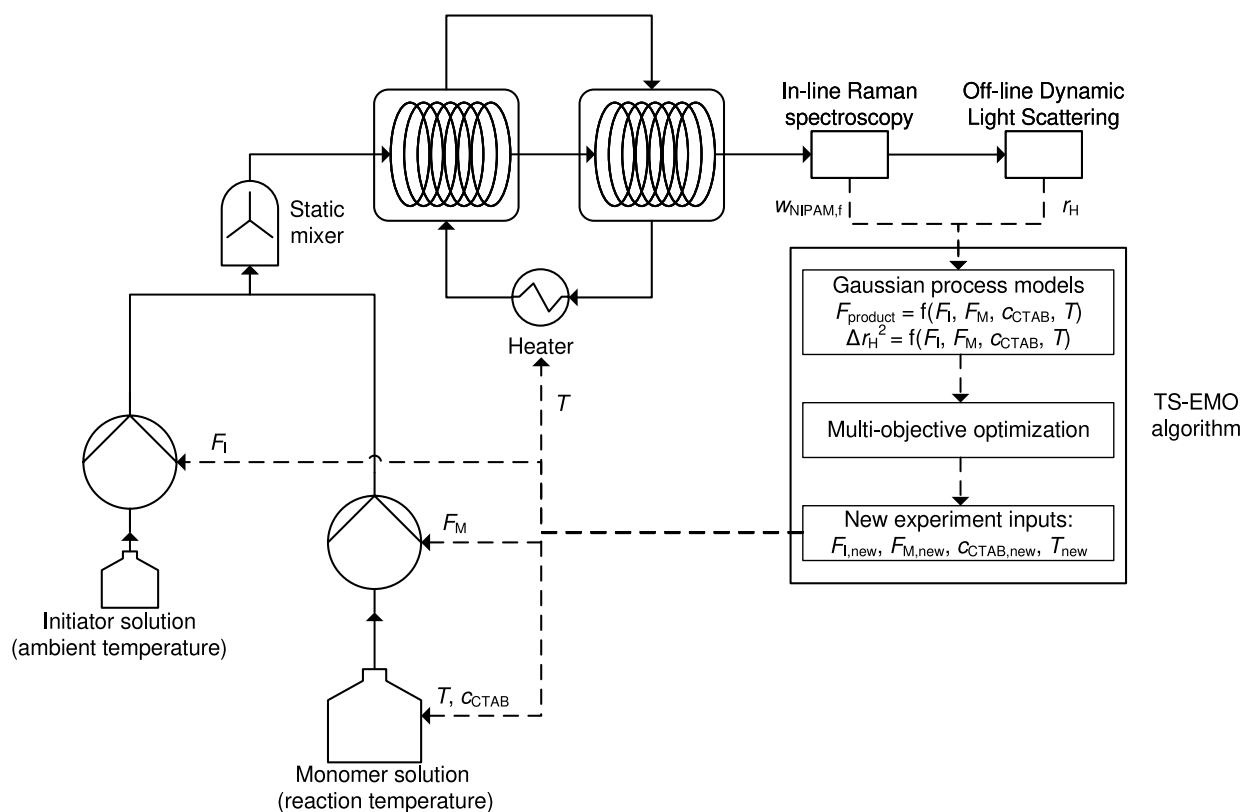 In-line Raman
spectroscopy
Off-line Dynamic
Light Scattering
Static
mixer
w_NIPAM,f
r_H
Heater
Gaussian process models
F_product = f(F_I, F_M, c_CTAB, T)
Δr_H^2 = f(F_I, F_M, c_CTAB, T)
T
TS-EMO
algorithm
Multi-objective optimization
F_I
F_M
New experiment inputs:
F_I,new, F_M,new, c_CTAB,new, T_new
Initiator solution
(ambient temperature)
T, c_CTAB
Monomer solution
(reaction temperature)